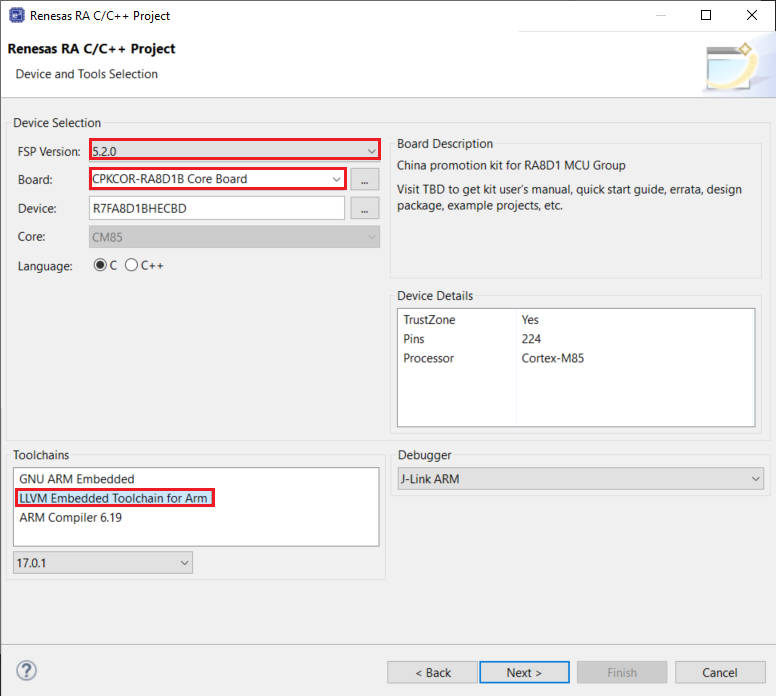 Renesas RA C/C++ Project
Renesas RA C/C++ Project
Device and Tools Selection
Device Selection
FSP Version: 5.2.0
Board: CPKCOR-RA8D1B Core Board ...
Device: R7FA8D1BHECBD ...
Core: CM85
Language: C C++
Board Description
China promotion kit for RA8D1 MCU Group
Visit TBD to get kit user's manual, quick start guide, errata, design
package, example projects, etc.
Device Details
TrustZone Yes
Pins 224
Processor Cortex-M85
Toolchains
GNU ARM Embedded
LLVM Embedded Toolchain for Arm
ARM Compiler 6.19
17.0.1
Debugger
J-Link ARM
? < Back Next > Finish Cancel